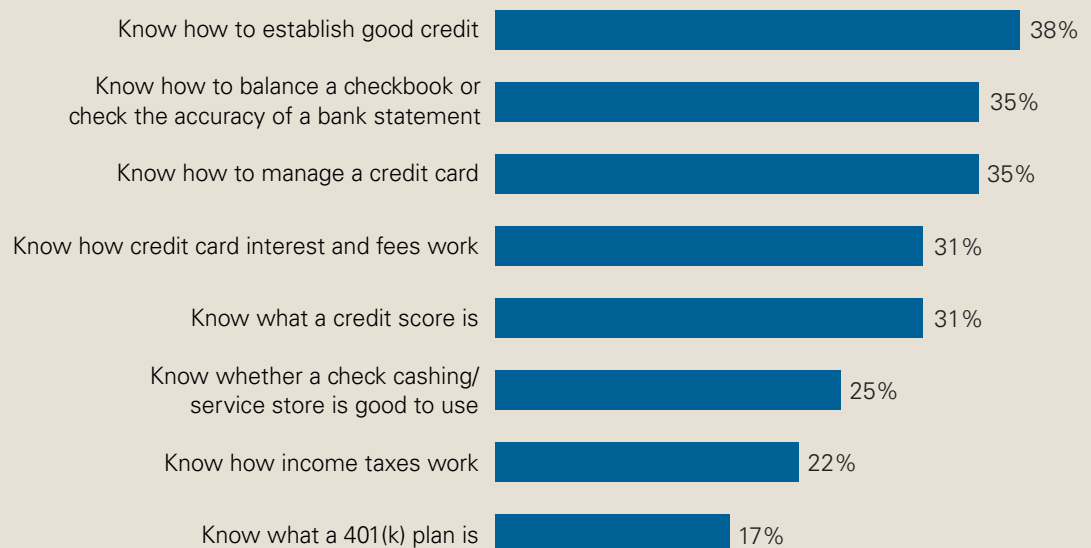 Know how to establish good credit 38%
Know how to balance a checkbook or
check the accuracy of a bank statement 35%
Know how to manage a credit card 35%
Know how credit card interest and fees work 31%
Know what a credit score is 31%
Know whether a check cashing/
service store is good to use 25%
Know how income taxes work 22%
Know what a 401(k) plan is 17%